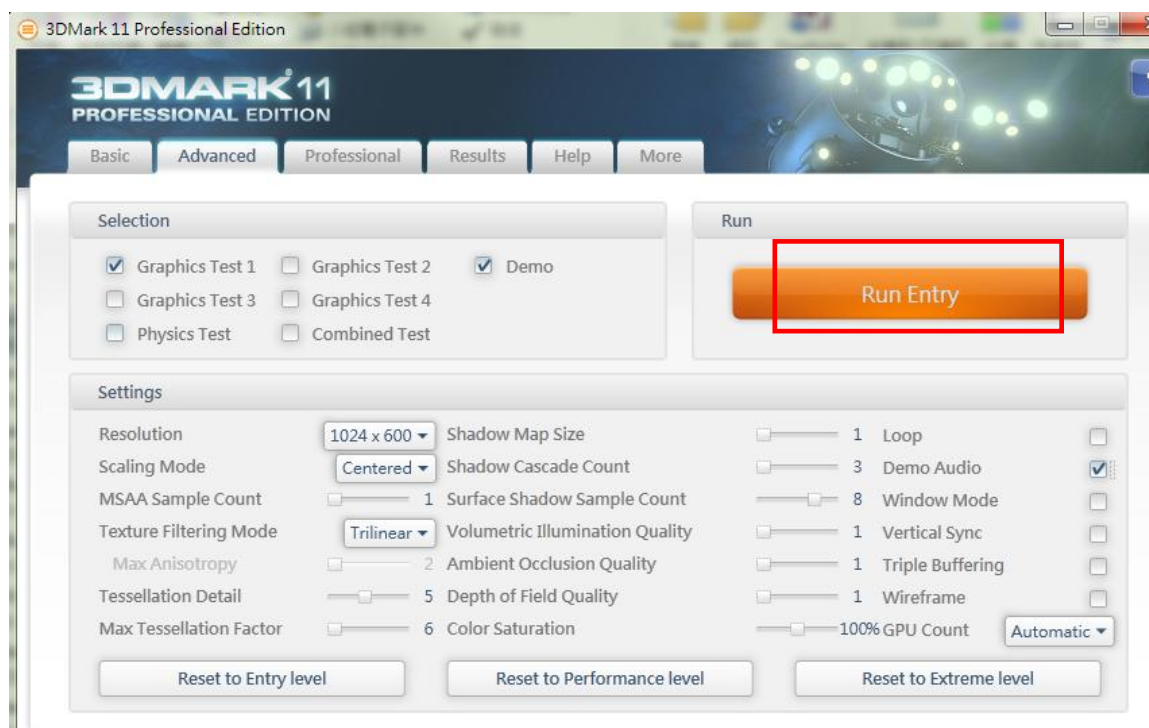 3DMark 11 Professional Edition
3DMARK 11
PROFESSIONAL EDITION
Basic Advanced Professional Results Help More
Selection
Graphics Test 1 Graphics Test 2 Demo
Graphics Test 3 Graphics Test 4
Physics Test Combined Test
Run
Run Entry
Settings
Resolution 1024 x 600 Shadow Map Size 1 Loop
Scaling Mode Centered Shadow Cascade Count 3 Demo Audio
MSAA Sample Count 1 Surface Shadow Sample Count 8 Window Mode
Texture Filtering Mode Trilinear Volumetric Illumination Quality 1 Vertical Sync
Max Anisotropy 2 Ambient Occlusion Quality 1 Triple Buffering
Tessellation Detail 5 Depth of Field Quality 1 Wireframe
Max Tessellation Factor 6 Color Saturation 100% GPU Count Automatic
Reset to Entry level Reset to Performance level Reset to Extreme level